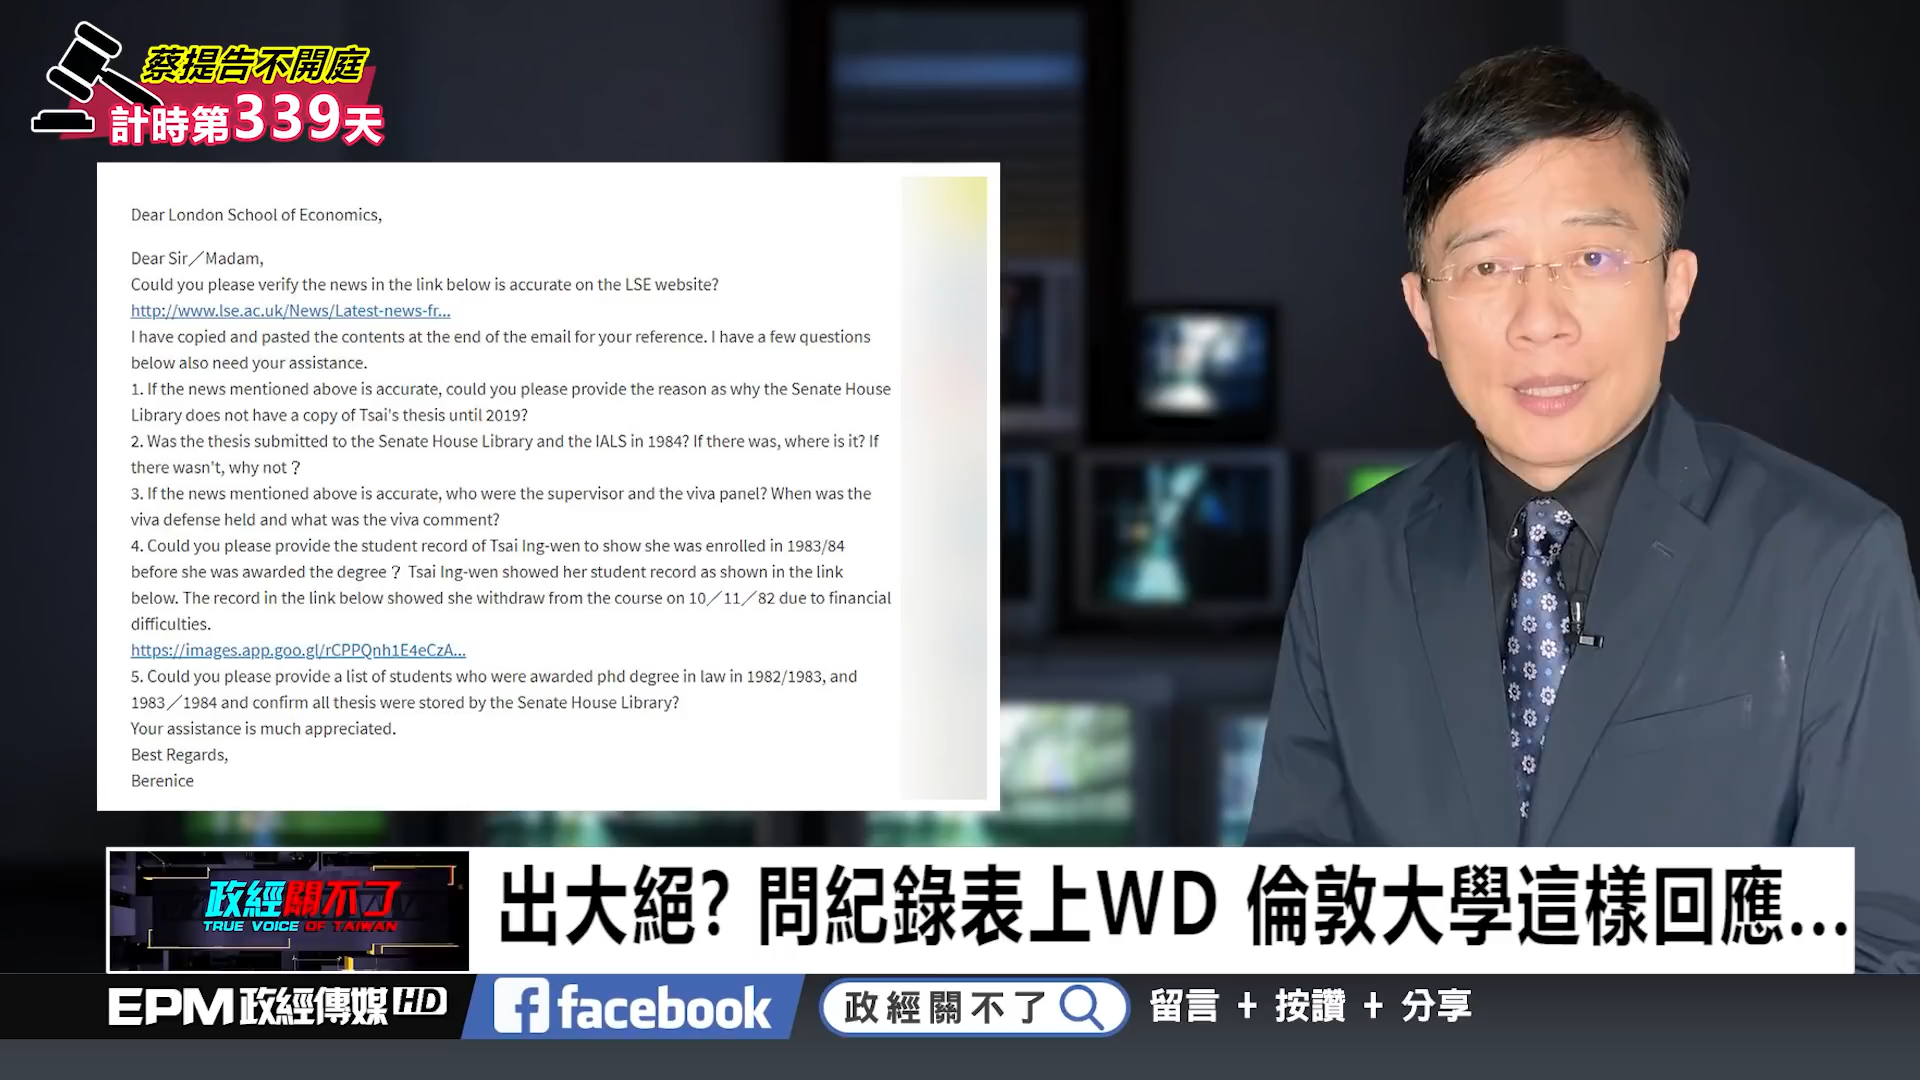 蔡提告不開庭
計時第339天
Dear London School of Economics,
Dear Sir／Madam,
Could you please verify the news in the link below is accurate on the LSE website?
http://www.lse.ac.uk/News/Latest-news-fr...
I have copied and pasted the contents at the end of the email for your reference. I have a few questions
below also need your assistance.
1. If the news mentioned above is accurate, could you please provide the reason as why the Senate House
Library does not have a copy of Tsai's thesis until 2019?
2. Was the thesis submitted to the Senate House Library and the IALS in 1984? If there was, where is it? If
there wasn't, why not？
3. If the news mentioned above is accurate, who were the supervisor and the viva panel? When was the
viva defense held and what was the viva comment?
4. Could you please provide the student record of Tsai Ing-wen to show she was enrolled in 1983/84
before she was awarded the degree？ Tsai Ing-wen showed her student record as shown in the link
below. The record in the link below showed she withdraw from the course on 10／11／82 due to financial
difficulties.
https://images.app.goo.gl/rCPPQnh1E4eCzA...
5. Could you please provide a list of students who were awarded phd degree in law in 1982/1983, and
1983／1984 and confirm all thesis were stored by the Senate House Library?
Your assistance is much appreciated.
Best Regards,
Berenice
政經關不了
TRUE VOICE OF TAIWAN
出大絕? 問紀錄表上WD 倫敦大學這樣回應...
EPM政經傳媒HD
facebook
政經關不了
留言 + 按讚 + 分享